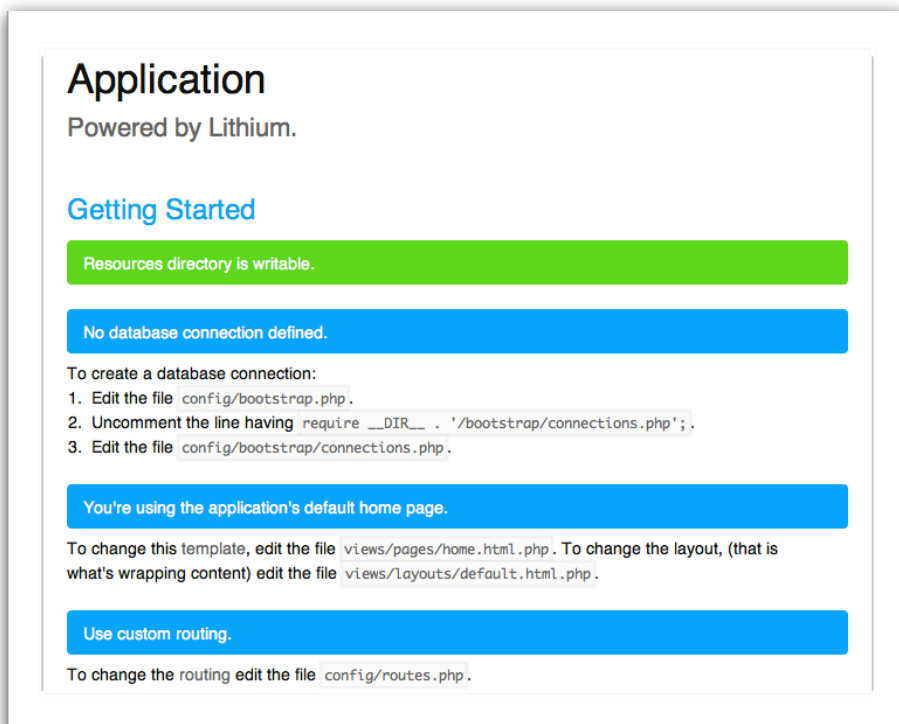 Application
Powered by Lithium.
Getting Started
Resources directory is writable.
No database connection defined.
To create a database connection:
1. Edit the file config/bootstrap.php.
2. Uncomment the line having require __DIR__ . '/bootstrap/connections.php';.
3. Edit the file config/bootstrap/connections.php.
You're using the application's default home page.
To change this template, edit the file views/pages/home.html.php. To change the layout, (that is
what's wrapping content) edit the file views/layouts/default.html.php.
Use custom routing.
To change the routing edit the file config/routes.php.